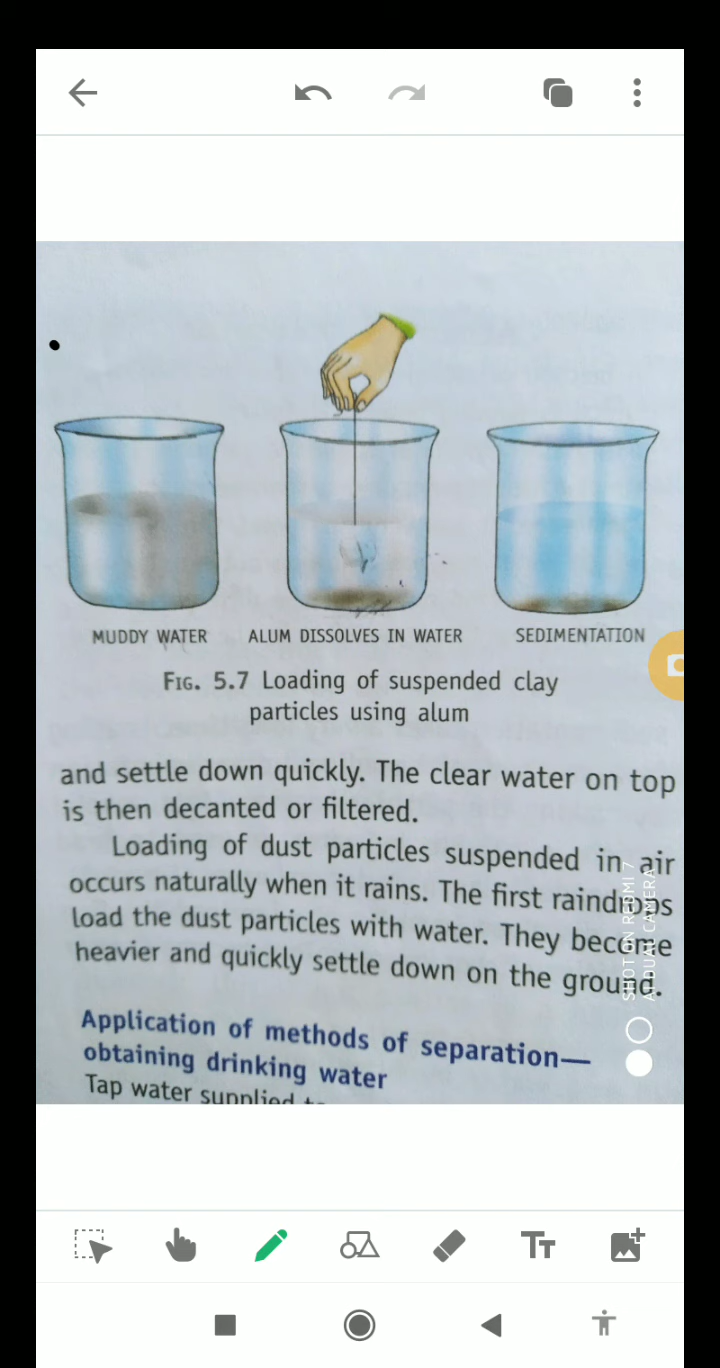 MUDDY WATER ALUM DISSOLVES IN WATER SEDIMENTATION
FIG. 5.7 Loading of suspended clay
particles using alum
and settle down quickly. The clear water on top
is then decanted or filtered.
Loading of dust particles suspended in air
occurs naturally when it rains. The first raindrops
load the dust particles with water. They become
heavier and quickly settle down on the ground.
Application of methods of separation—
obtaining drinking water
Tap water supplied
SHOT ON REDMI 7
AI DUAL CAMERA
TT